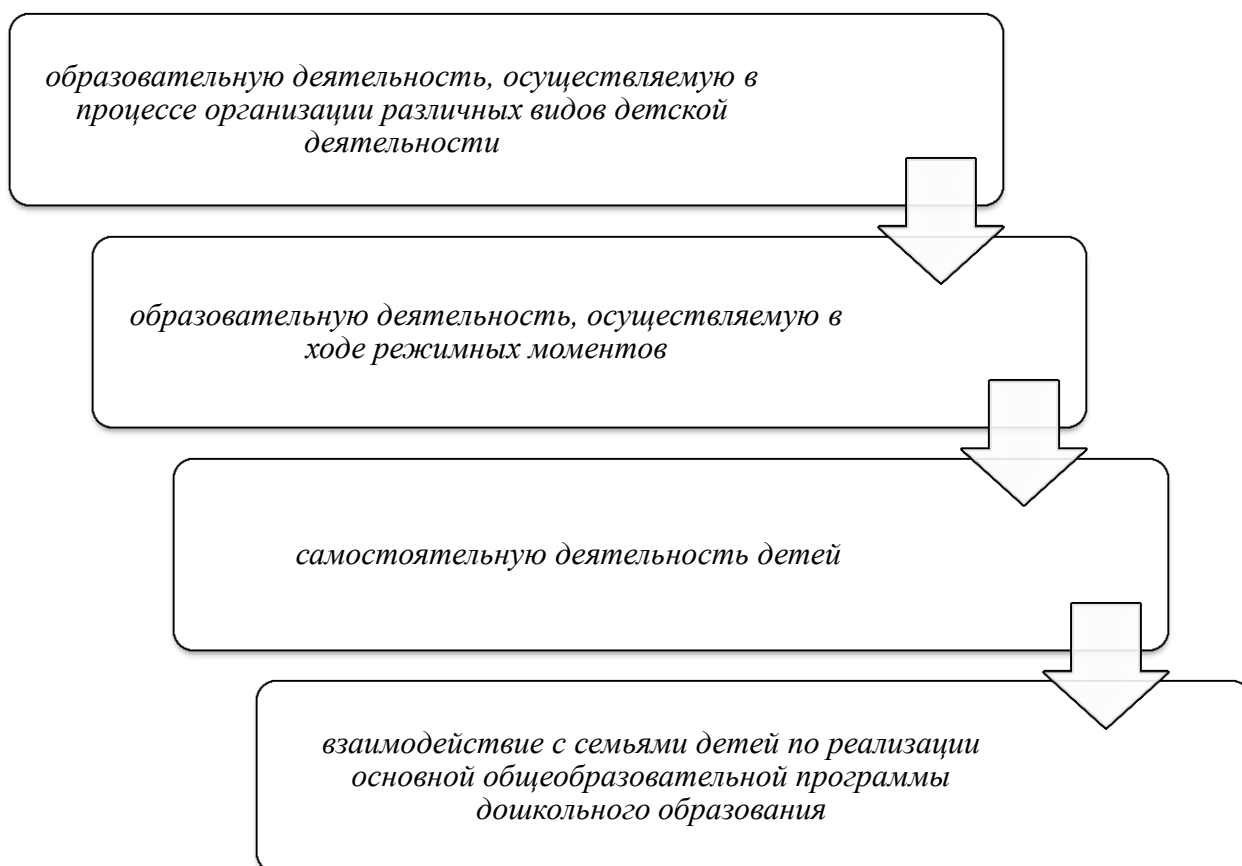 образовательную деятельность, осуществляемую в
процессе организации различных видов детской
деятельности
образовательную деятельность, осуществляемую в
ходе режимных моментов
самостоятельную деятельность детей
взаимодействие с семьями детей по реализации
основной общеобразовательной программы
дошкольного образования